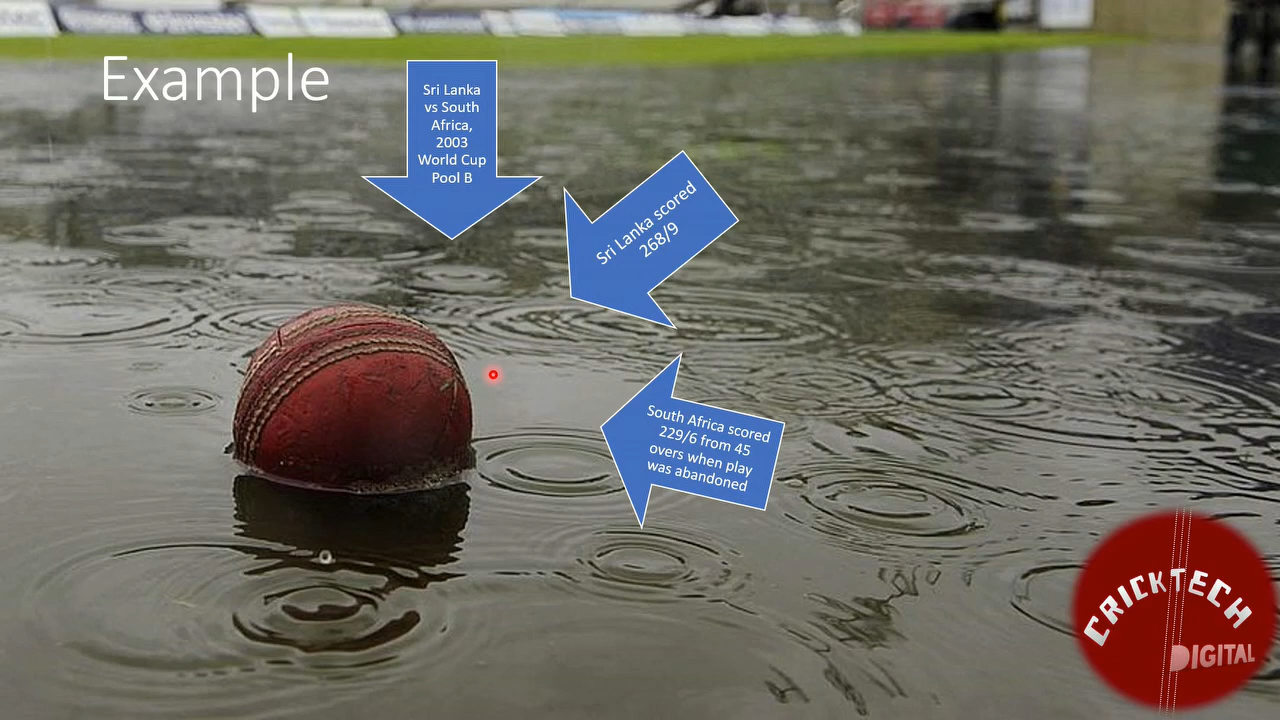 Example
Sri Lanka
vs South
Africa,
2003
World Cup
Pool B
Sri Lanka scored
268/9
South Africa scored
229/6 from 45
overs when play
was abandoned
CRICKTECH
DIGITAL